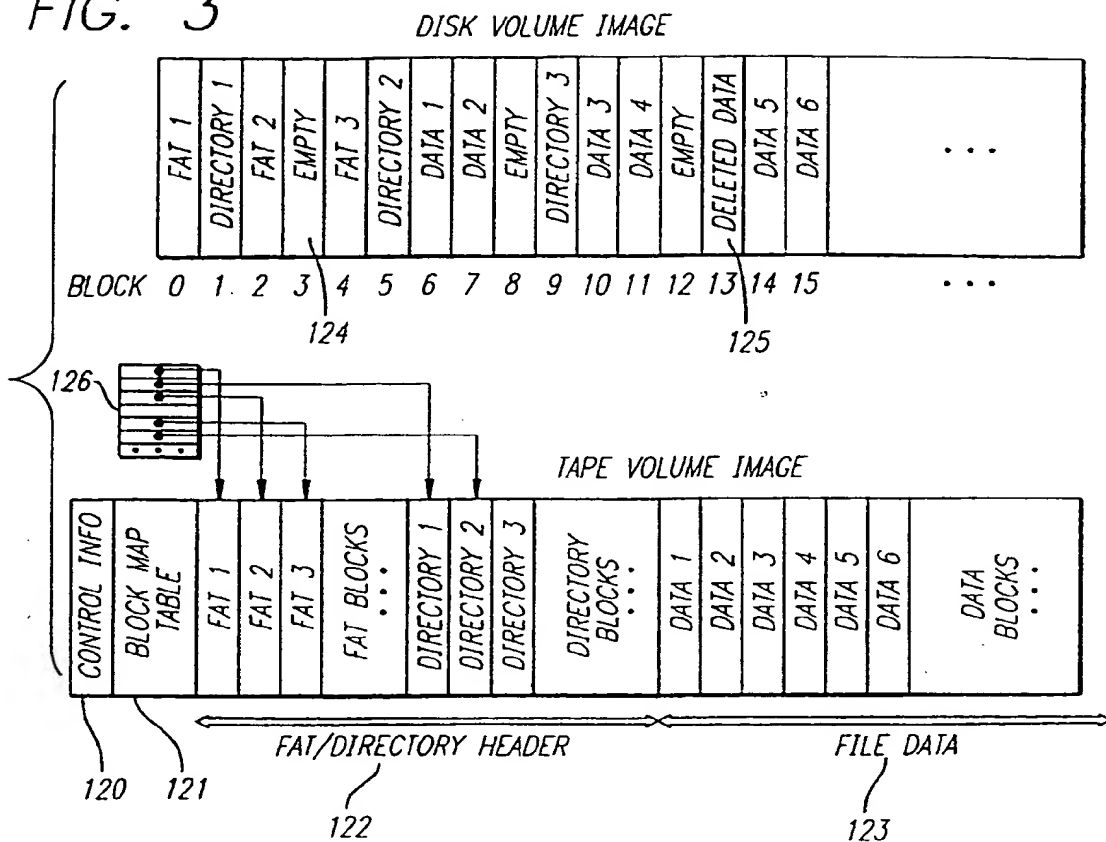 FIG. 3
DISK VOLUME IMAGE
FAT 1
DIRECTORY 1
FAT 2
EMPTY
FAT 3
DIRECTORY 2
DATA 1
DATA 2
EMPTY
DIRECTORY 3
DATA 3
DATA 4
EMPTY
DELETED DATA
DATA 5
DATA 6
...
BLOCK 0 1 2 3 4 5 6 7 8 9 10 11 12 13 14 15 ...
124
125
126
TAPE VOLUME IMAGE
CONTROL INFO
BLOCK MAP
TABLE
FAT 1
FAT 2
FAT 3
FAT BLOCKS
...
DIRECTORY 1
DIRECTORY 2
DIRECTORY 3
DIRECTORY
BLOCKS
...
DATA 1
DATA 2
DATA 3
DATA 4
DATA 5
DATA 6
DATA
BLOCKS
...
FAT/DIRECTORY HEADER
FILE DATA
120
121
122
123